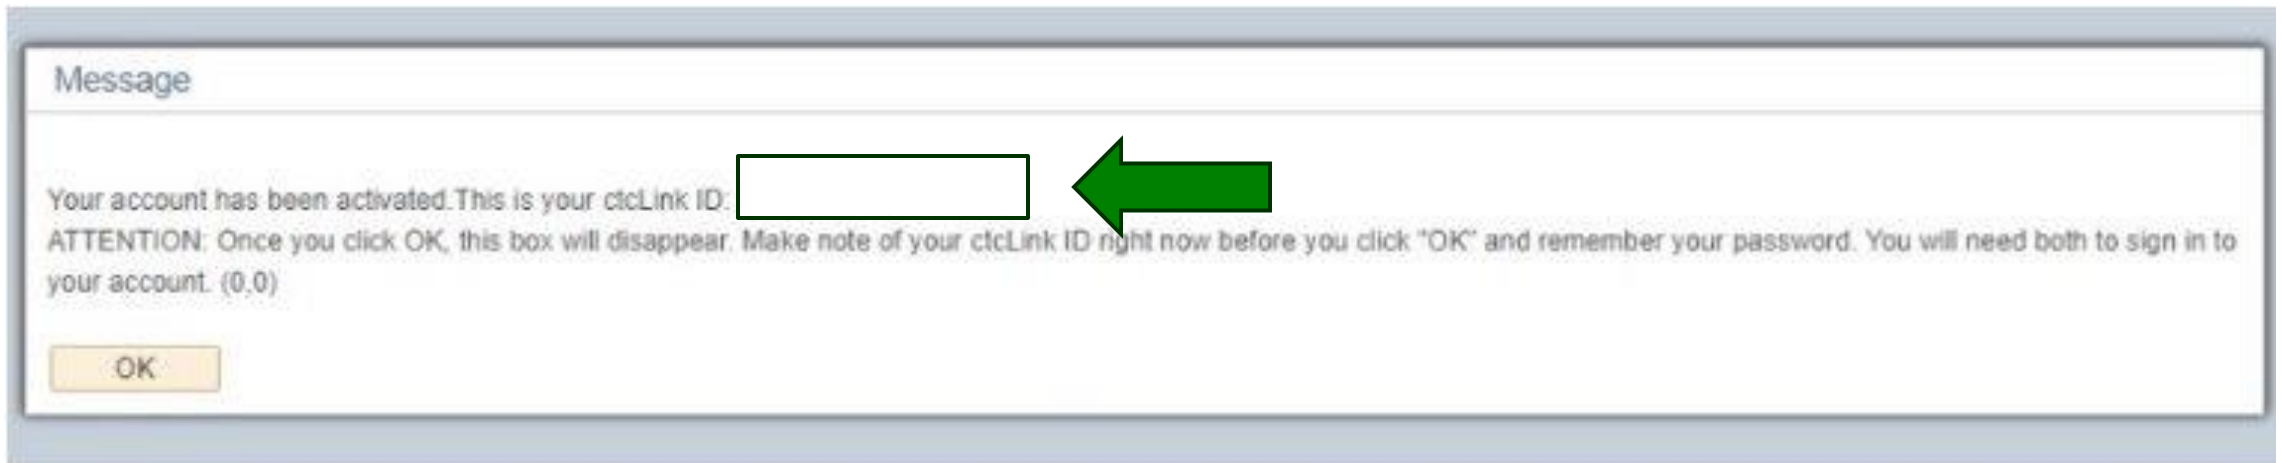 Message
Your account has been activated.This is your ctcLink ID:
ATTENTION: Once you click OK, this box will disappear. Make note of your ctcLink ID right now before you click "OK" and remember your password. You will need both to sign in to
your account. (0,0)
OK